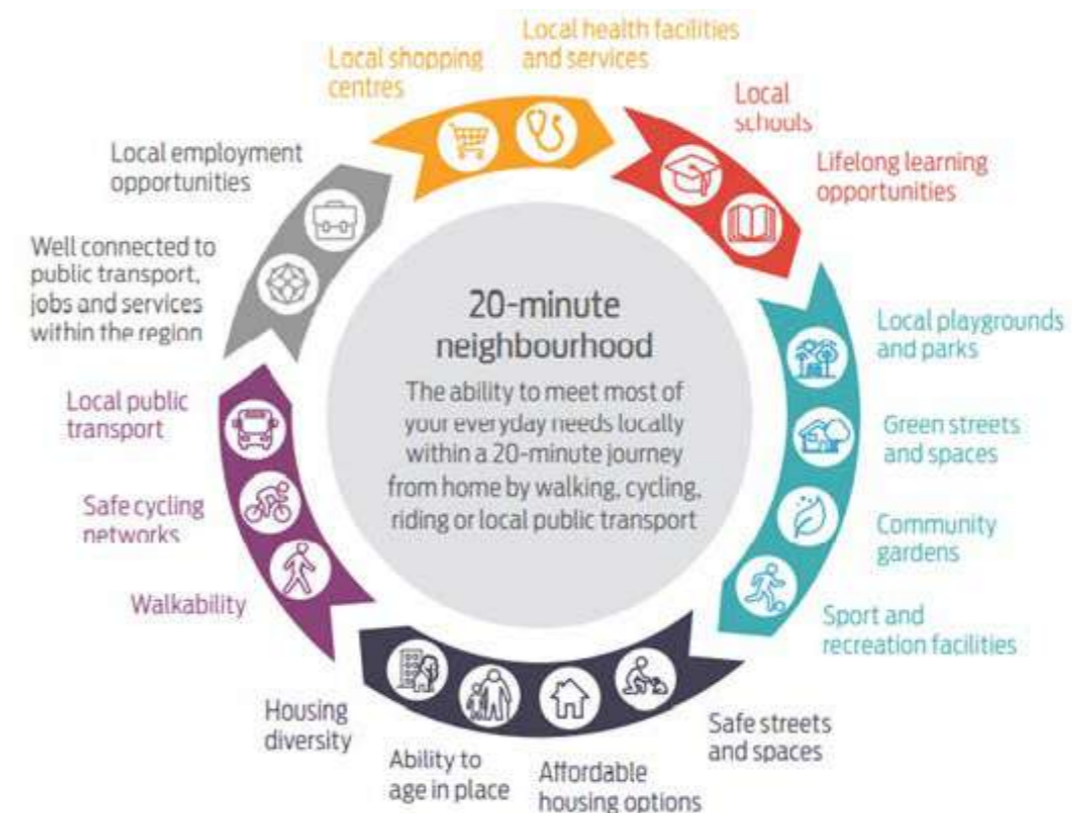 Local health facilities
and services
Local shopping
centres
Local
schools
Lifelong learning
opportunities
Local employment
opportunities
Well connected to
public transport,
jobs and services
within the region
20-minute
neighbourhood
The ability to meet most of
your everyday needs locally
within a 20-minute journey
from home by walking, cycling,
riding or local public transport
Local playgrounds
and parks
Green streets
and spaces
Community
gardens
Sport and
recreation facilities
Safe streets
and spaces
Affordable
housing options
Ability to
age in place
Housing
diversity
Walkability
Safe cycling
networks
Local public
transport